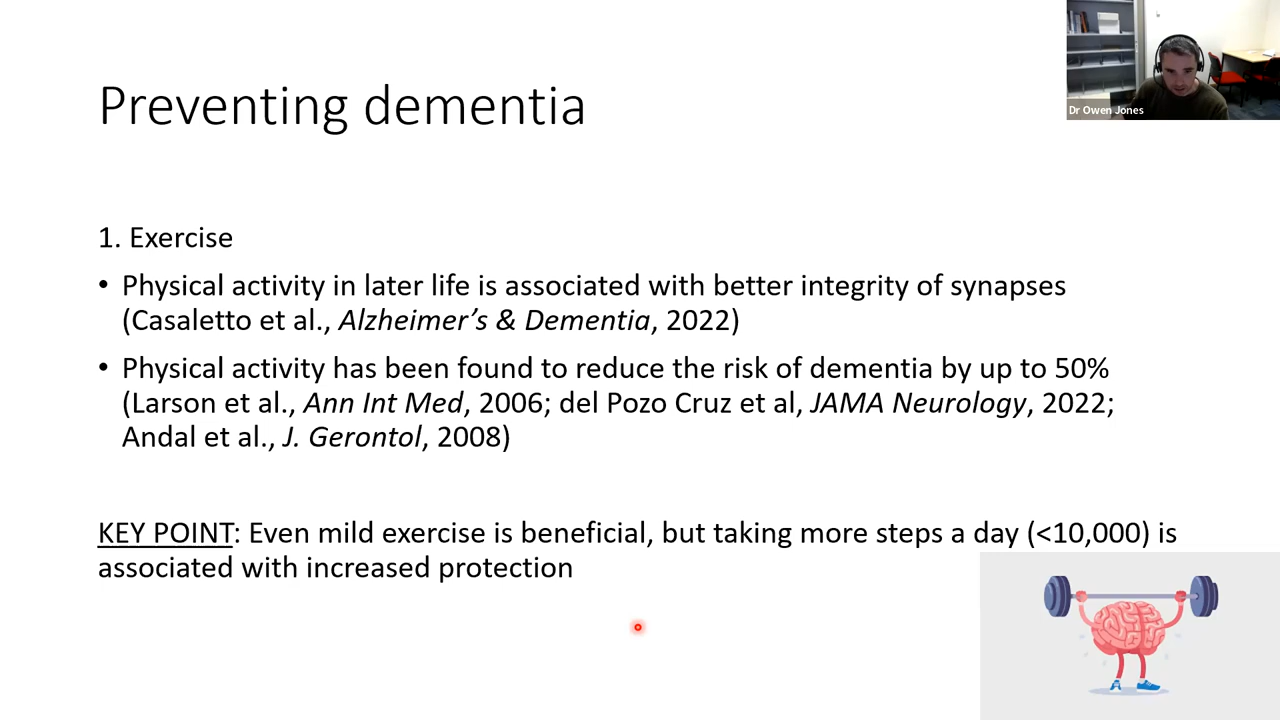 Dr Owen Jones
Preventing dementia
1. Exercise
• Physical activity in later life is associated with better integrity of synapses
(Casaletto et al., Alzheimer’s & Dementia, 2022)
• Physical activity has been found to reduce the risk of dementia by up to 50%
(Larson et al., Ann Int Med, 2006; del Pozo Cruz et al, JAMA Neurology, 2022;
Andal et al., J. Gerontol, 2008)
KEY POINT: Even mild exercise is beneficial, but taking more steps a day (<10,000) is
associated with increased protection